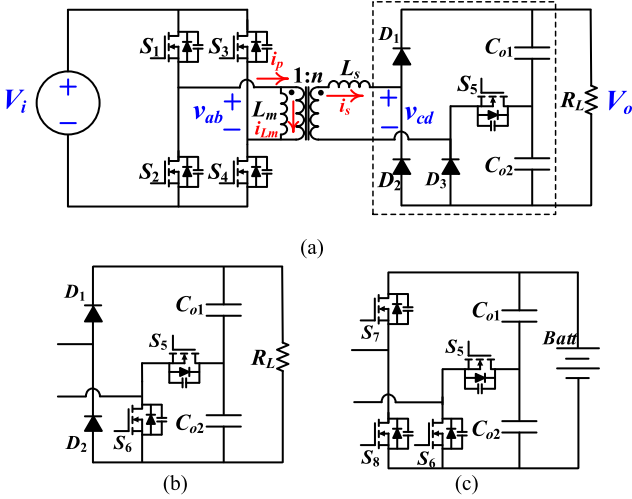 S1 S3 D1 Co1
1:n Ls
ip
S5
Vi + − vab + − Lm iLm is + − vcd RL Vo
S2 S4 D2 D3 Co2
(a)
D1 Co1
S5
RL
D2 S6 Co2
(b)
S7 Co1
S5 Batt
S8 S6 Co2
(c)